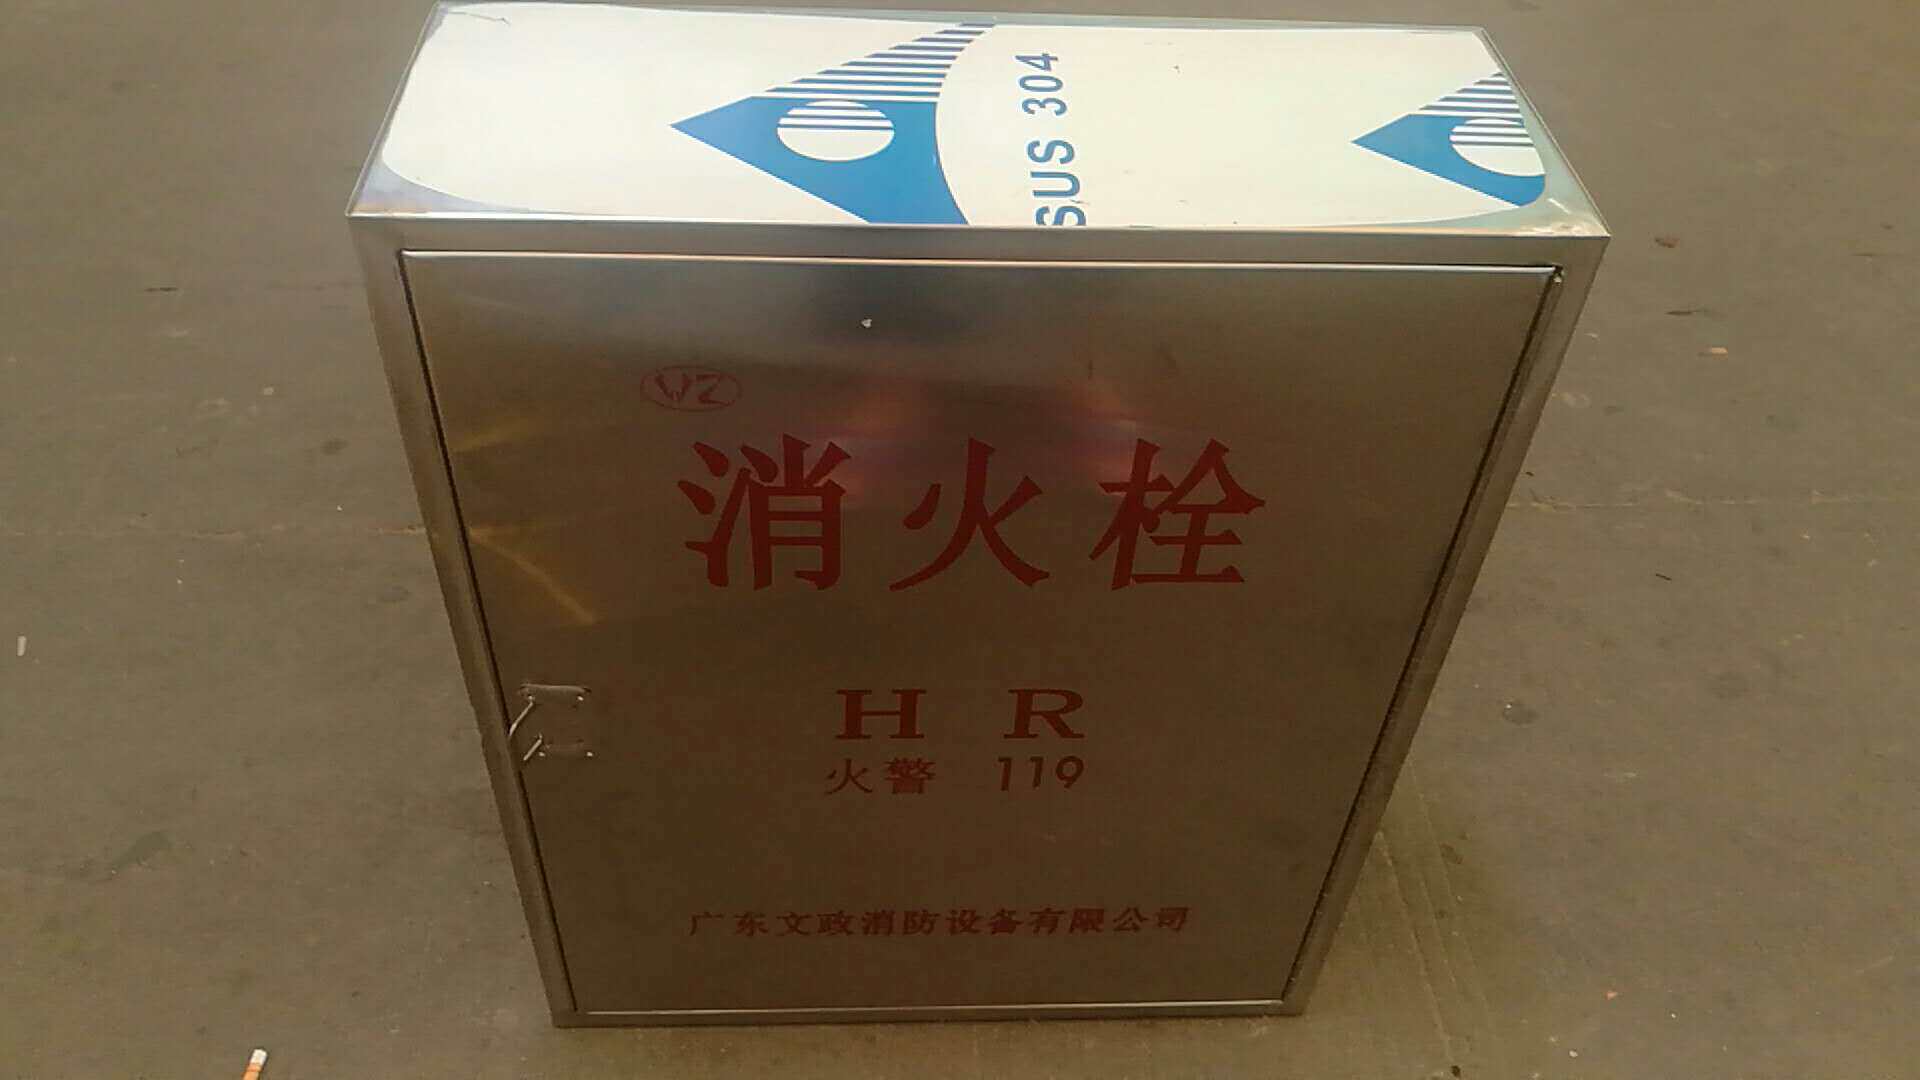 SUS 304
WZ
消火栓
H R
火警 119
广东文政消防设备有限公司